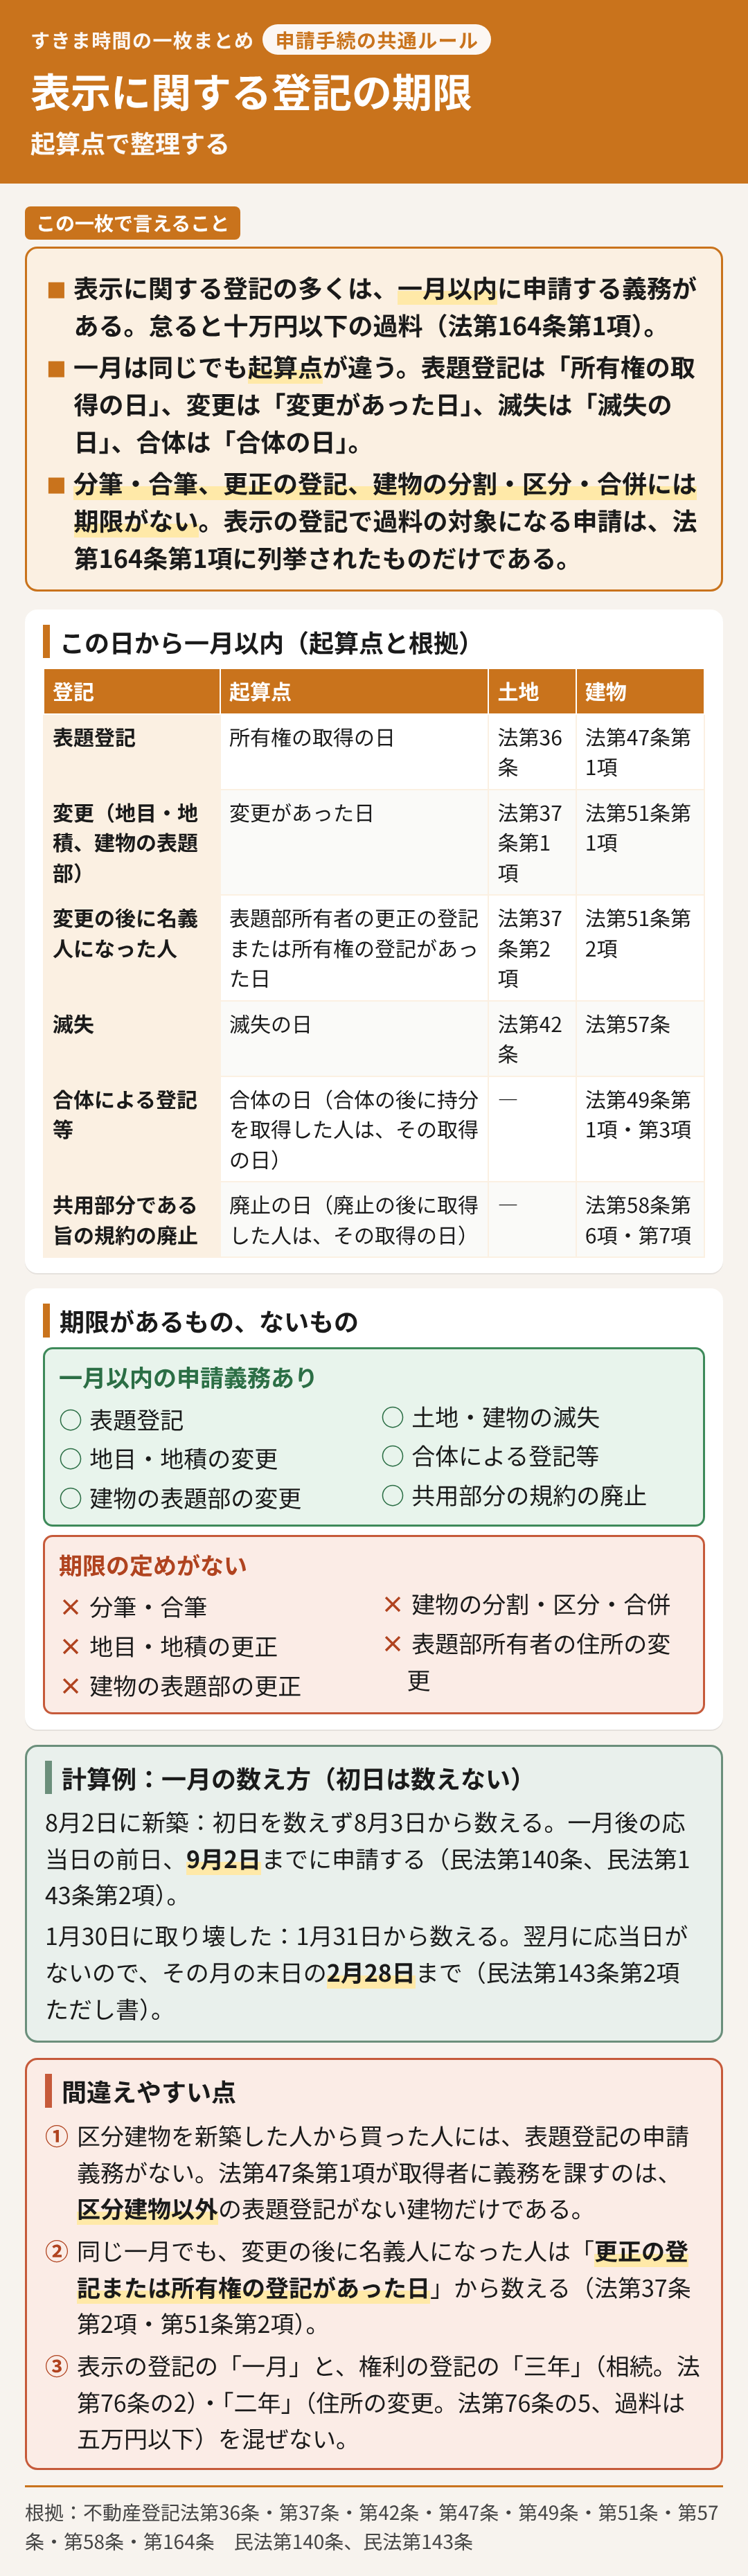 すきま時間の一枚まとめ 申請手続の共通ルール
表示に関する登記の期限
起算点で整理する
この一枚で言えること
■ 表示に関する登記の多くは、一月以内に申請する義務が
ある。怠ると十万円以下の過料（法第164条第1項）。
■ 一月は同じでも起算点が違う。表題登記は「所有権の取
得の日」、変更は「変更があった日」、滅失は「滅失の
日」、合体は「合体の日」。
■ 分筆・合筆、更正の登記、建物の分割・区分・合併には
期限がない。表示の登記で過料の対象になる申請は、法
第164条第1項に列挙されたものだけである。
この日から一月以内（起算点と根拠）
登記 起算点 土地 建物
表題登記 所有権の取得の日 法第36 法第47条第
条 1項
変更（地目・地 変更があった日 法第37 法第51条第
積、建物の表題 条第1 1項
部） 項
変更の後に名義 表題部所有者の更正の登記 法第37 法第51条第
人になった人 または所有権の登記があっ 条第2 2項
た日 項
滅失 滅失の日 法第42 法第57条
条
合体による登記 合体の日（合体の後に持分 — 法第49条第
等 を取得した人は、その取得 1項・第3項
の日）
共用部分である 廃止の日（廃止の後に取得 — 法第58条第
旨の規約の廃止 した人は、その取得の日） 6項・第7項
期限があるもの、ないもの
一月以内の申請義務あり
○ 表題登記
○ 地目・地積の変更
○ 建物の表題部の変更
○ 土地・建物の滅失
○ 合体による登記等
○ 共用部分の規約の廃止
期限の定めがない
✕ 分筆・合筆
✕ 地目・地積の更正
✕ 建物の表題部の更正
✕ 建物の分割・区分・合併
✕ 表題部所有者の住所の変
更
計算例：一月の数え方（初日は数えない）
8月2日に新築：初日を数えず8月3日から数える。一月後の応
当日の前日、9月2日までに申請する（民法第140条、民法第1
43条第2項）。
1月30日に取り壊した：1月31日から数える。翌月に応当日が
ないので、その月の末日の2月28日まで（民法第143条第2項
ただし書）。
間違えやすい点
① 区分建物を新築した人から買った人には、表題登記の申請
義務がない。法第47条第1項が取得者に義務を課すのは、
区分建物以外の表題登記がない建物だけである。
② 同じ一月でも、変更の後に名義人になった人は「更正の登
記または所有権の登記があった日」から数える（法第37条
第2項・第51条第2項）。
③ 表示の登記の「一月」と、権利の登記の「三年」（相続。法
第76条の2）・「二年」（住所の変更。法第76条の5、過料は
五万円以下）を混ぜない。
根拠：不動産登記法第36条・第37条・第42条・第47条・第49条・第51条・第57
条・第58条・第164条　民法第140条、民法第143条